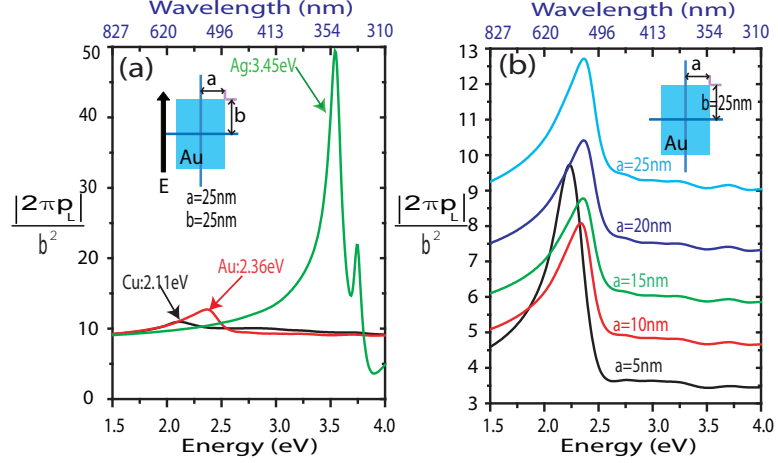 Wavelength (nm)
827 620 496 413 354 310
50
40
30
20
10
0
|2πpL|
b²
(a)
Ag:3.45eV
a
b
Au
E
a=25nm
b=25nm
Cu:2.11eV
Au:2.36eV
1.5 2.0 2.5 3.0 3.5 4.0
Energy (eV)
Wavelength (nm)
827 620 496 413 354 310
13
12
11
10
9
8
7
6
5
4
3
|2πpL|
b²
(b)
a
b=25nm
Au
a=25nm
a=20nm
a=15nm
a=10nm
a=5nm
1.5 2.0 2.5 3.0 3.5 4.0
Energy (eV)